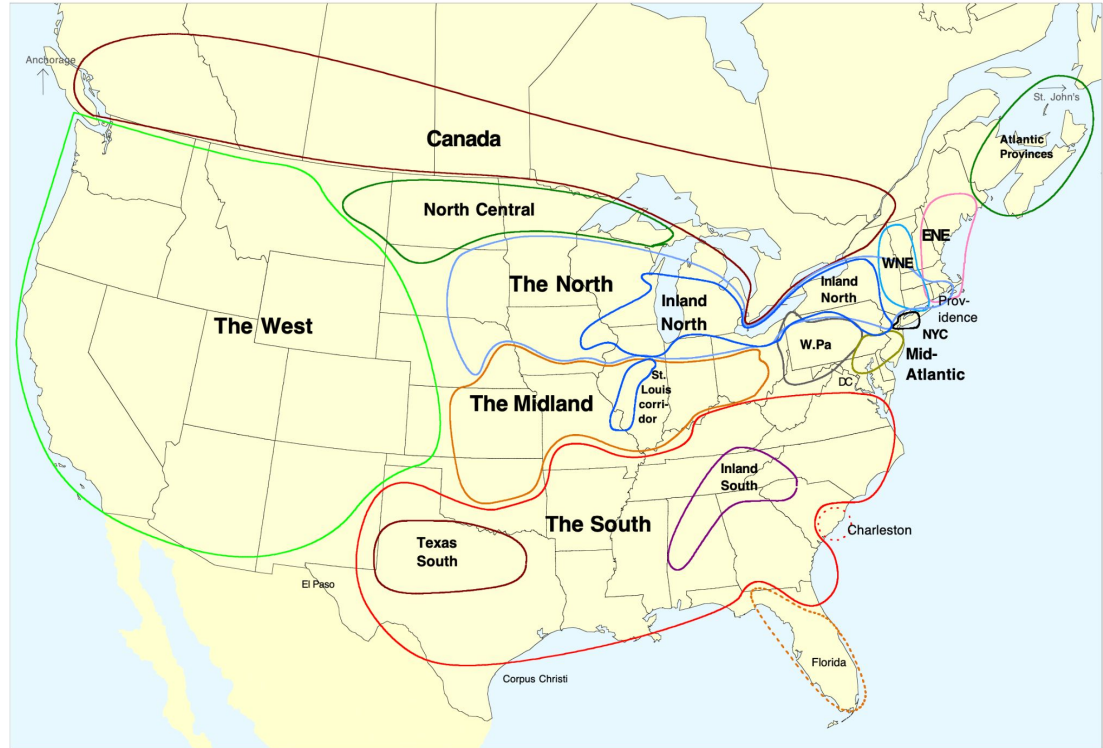 Anchorage
St. John's
Canada
Atlantic
Provinces
North Central
ENE
WNE
The North
Inland
North
Inland
North
Prov-
idence
The West
NYC
W.Pa
Mid-
Atlantic
DC
St.
Louis
corri-
dor
The Midland
Inland
South
The South
Charleston
Texas
South
El Paso
Florida
Corpus Christi